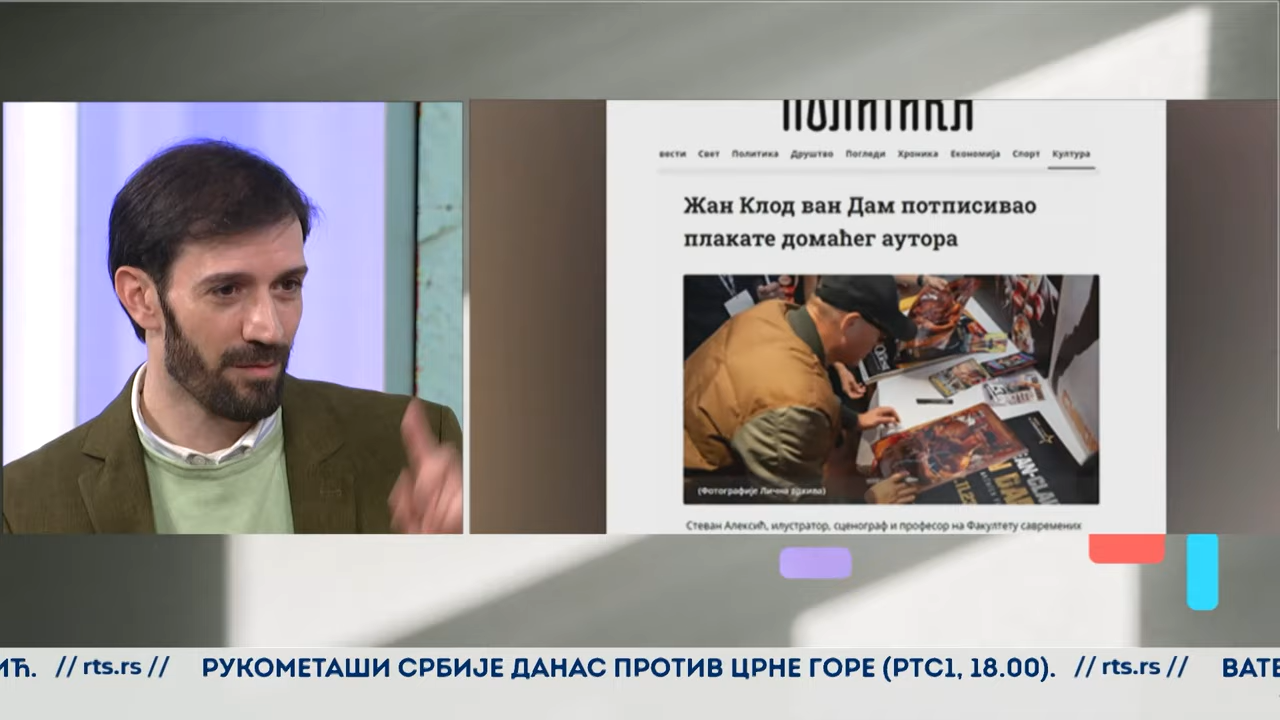 ПОЛИТИКА
вести Свет Политика Друштво Погледи Хроника Економија Спорт Култура
Жан Клод ван Дам потписивао
плакате домаћег аутора
(Фотографије Лична архива)
Стеван Алексић, илустратор, сценограф и професор на Факултету савремених
ИЋ. // rts.rs // РУКОМЕТАШИ СРБИЈЕ ДАНАС ПРОТИВ ЦРНЕ ГОРЕ (РТС1, 18.00). // rts.rs // ВАТЕ